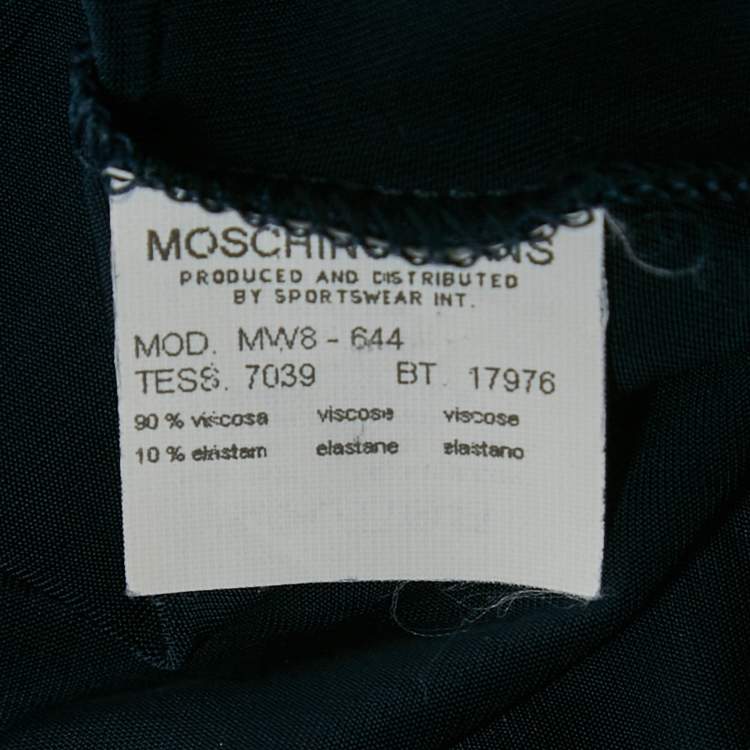 MOSCHINO JEANS
PRODUCED AND DISTRIBUTED
BY SPORTSWEAR INT.
MOD. MW8 - 644
TESS. 7039 BT. 17976
90 % viscosa viscose viscose
10 % elastam elastane elastano